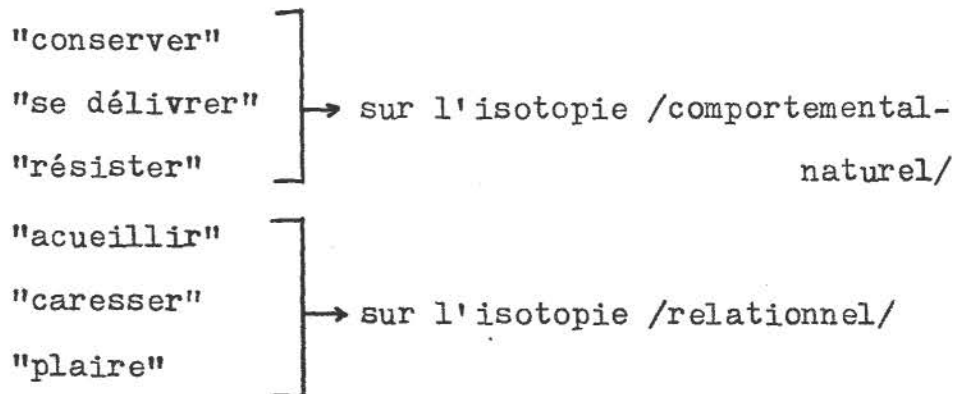 "conserver"
"se délivrer" → sur l'isotopie /comportemental-
"résister" naturel/
"acueillir"
"caresser" → sur l'isotopie /relationnel/
"plaire"